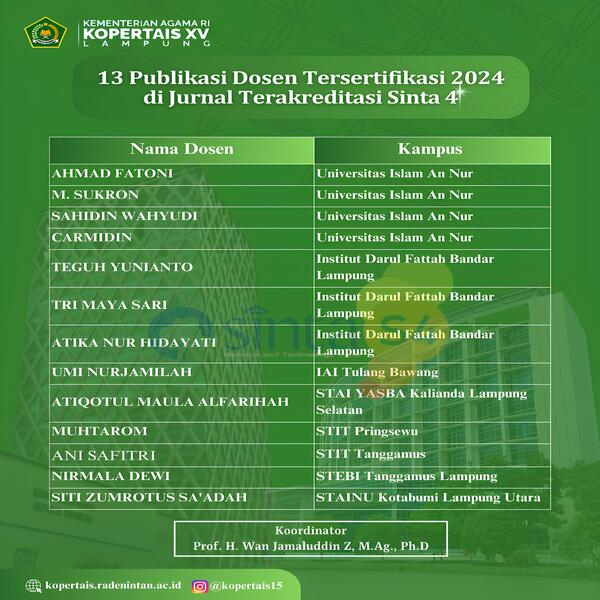 KEMENTERIAN AGAMA RI
KOPERTAIS XV
LAMPUNG
13 Publikasi Dosen Tersertifikasi 2024
di Jurnal Terakreditasi Sinta 4
Nama Dosen Kampus
AHMAD FATONI Universitas Islam An Nur
M. SUKRON Universitas Islam An Nur
SAHIDIN WAHYUDI Universitas Islam An Nur
CARMIDIN Universitas Islam An Nur
TEGUH YUNIANTO Institut Darul Fattah Bandar
Lampung
TRI MAYA SARI Institut Darul Fattah Bandar
Lampung
ATIKA NUR HIDAYATI Institut Darul Fattah Bandar
Lampung
UMI NURJAMILAH IAI Tulang Bawang
ATIQOTUL MAULA ALFARIHAH STAI YASBA Kalianda Lampung
Selatan
MUHTAROM STIT Pringsewu
ANI SAFITRI STIT Tanggamus
NIRMALA DEWI STEBI Tanggamus Lampung
SITI ZUMROTUS SA'ADAH STAINU Kotabumi Lampung Utara
sinta S4
Koordinator
Prof. H. Wan Jamaluddin Z, M.Ag., Ph.D
kopertais.radenintan.ac.id @kopertais15